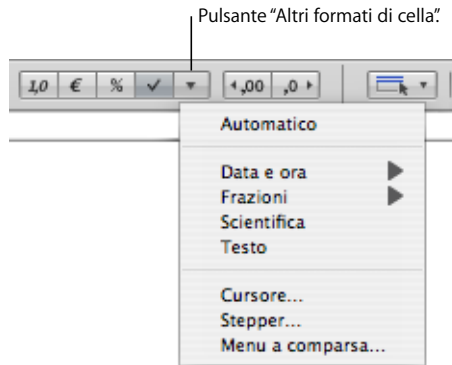 Pulsante “Altri formati di cella”.
1,0 € % ,00 ,0
Automatico
Data e ora
Frazioni
Scientifica
Testo
Cursore...
Stepper...
Menu a comparsa...